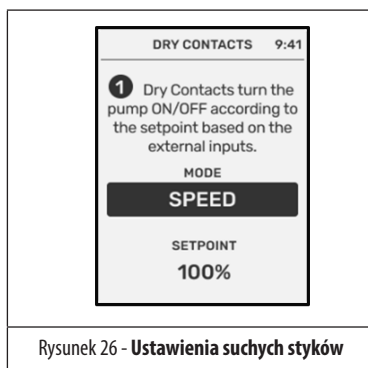 DRY CONTACTS 9:41
1 Dry Contacts turn the
pump ON/OFF according to
the setpoint based on the
external inputs.
MODE
SPEED
SETPOINT
100%
Rysunek 26 - Ustawienia suchych styków